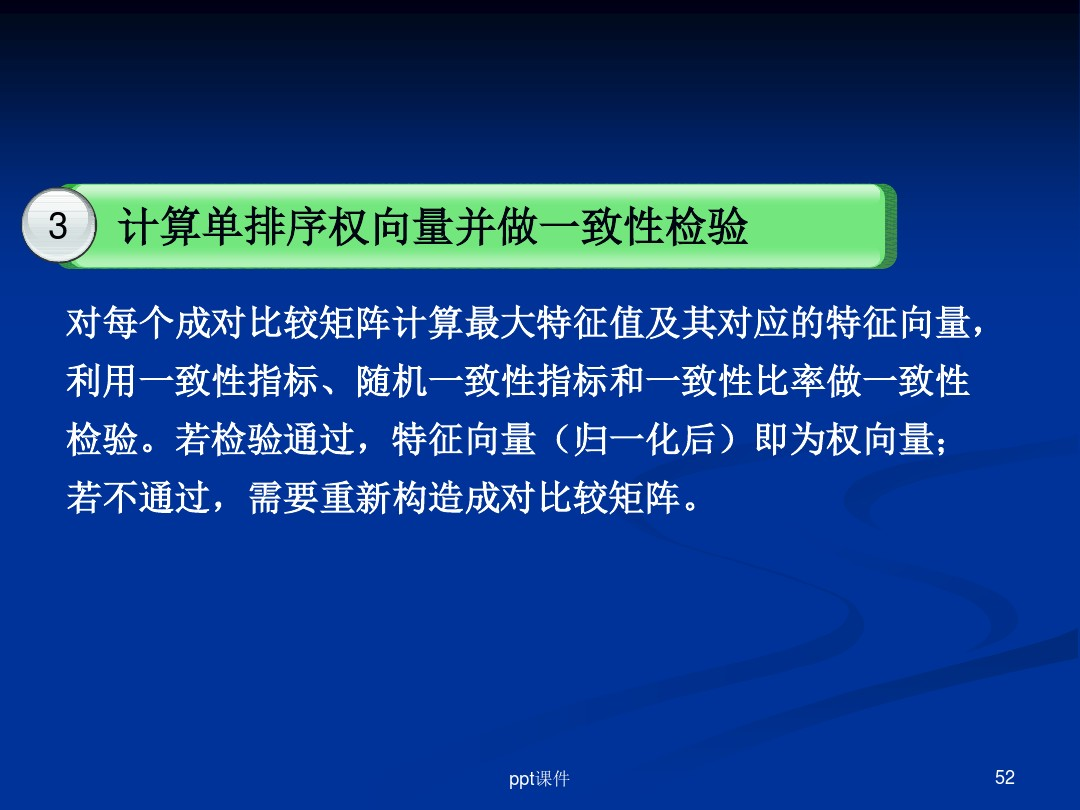 3 计算单排序权向量并做一致性检验
对每个成对比较矩阵计算最大特征值及其对应的特征向量，
利用一致性指标、随机一致性指标和一致性比率做一致性
检验。若检验通过，特征向量（归一化后）即为权向量；
若不通过，需要重新构造成对比较矩阵。
ppt课件
52